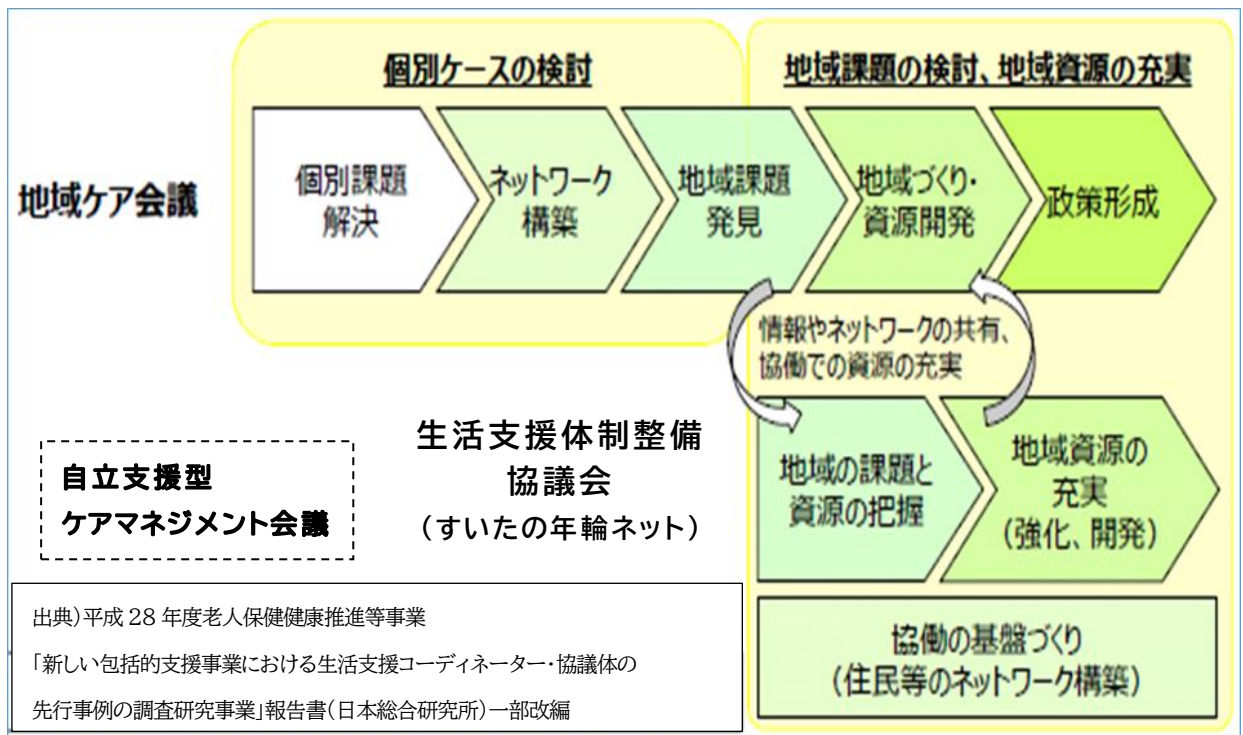 個別ケースの検討
地域課題の検討、地域資源の充実
地域ケア会議
個別課題
解決
ネットワーク
構築
地域課題
発見
地域づくり・
資源開発
政策形成
情報やネットワークの共有、
協働での資源の充実
自立支援型
ケアマネジメント会議
生活支援体制整備
協議会
（すいたの年輪ネット）
地域の課題と
資源の把握
地域資源の
充実
（強化、開発）
協働の基盤づくり
（住民等のネットワーク構築）
出典）平成 28 年度老人保健健康推進等事業
「新しい包括的支援事業における生活支援コーディネーター・協議体の
先行事例の調査研究事業」報告書（日本総合研究所）一部改編